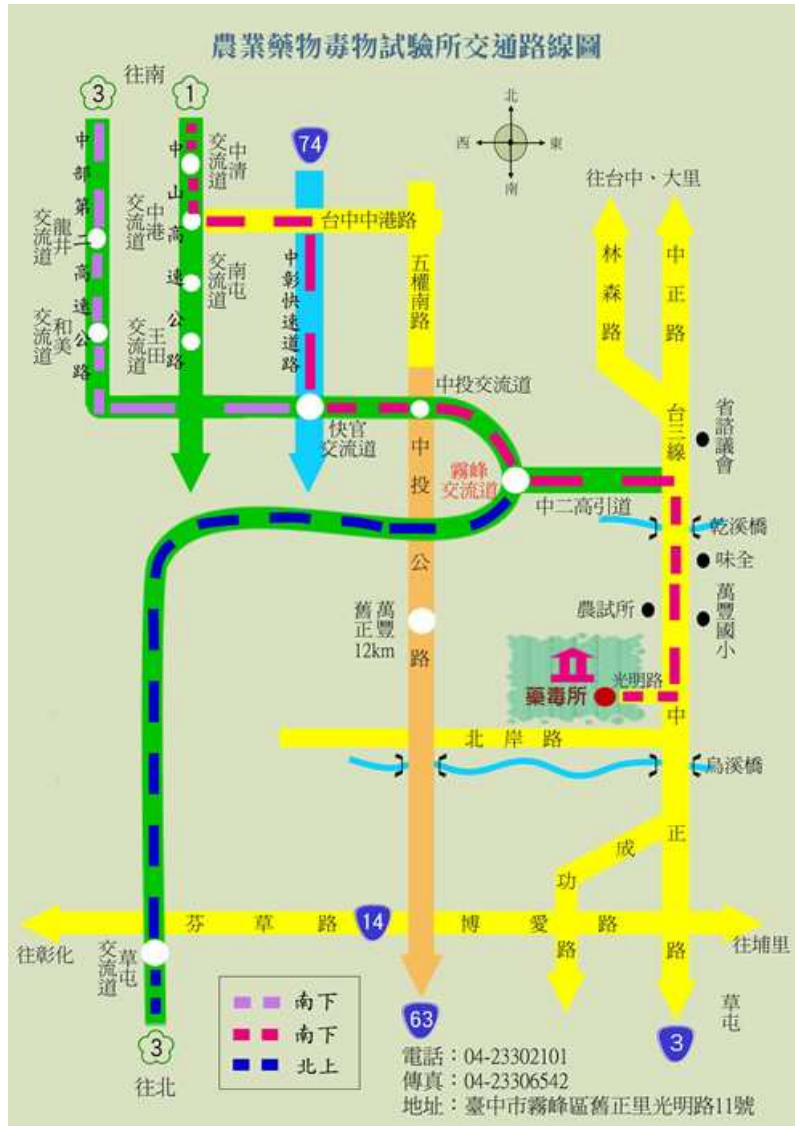 農業藥物毒物試驗所交通路線圖
往南
3
1
74
北
西
東
南
往台中、大里
中部第二高速公路
中山高速公路
中清交流道
中港交流道
台中中港路
龍井交流道
南屯交流道
和美交流道
王田交流道
中彰快速道路
五權南路
林森路
中正路
中投交流道
快官交流道
台三線
省諮議會
霧峰交流道
中二高引道
乾溪橋
味全
中投公路
萬豐舊正12km
農試所
萬豐國小
光明路
藥毒所
北岸路
烏溪橋
中正路
成功路
芬草路
14
博愛路
往彰化
往埔里
草屯交流道
草屯
南下
南下
北上
63
3
3
往北
電話：04-23302101
傳真：04-23306542
地址：臺中市霧峰區舊正里光明路11號